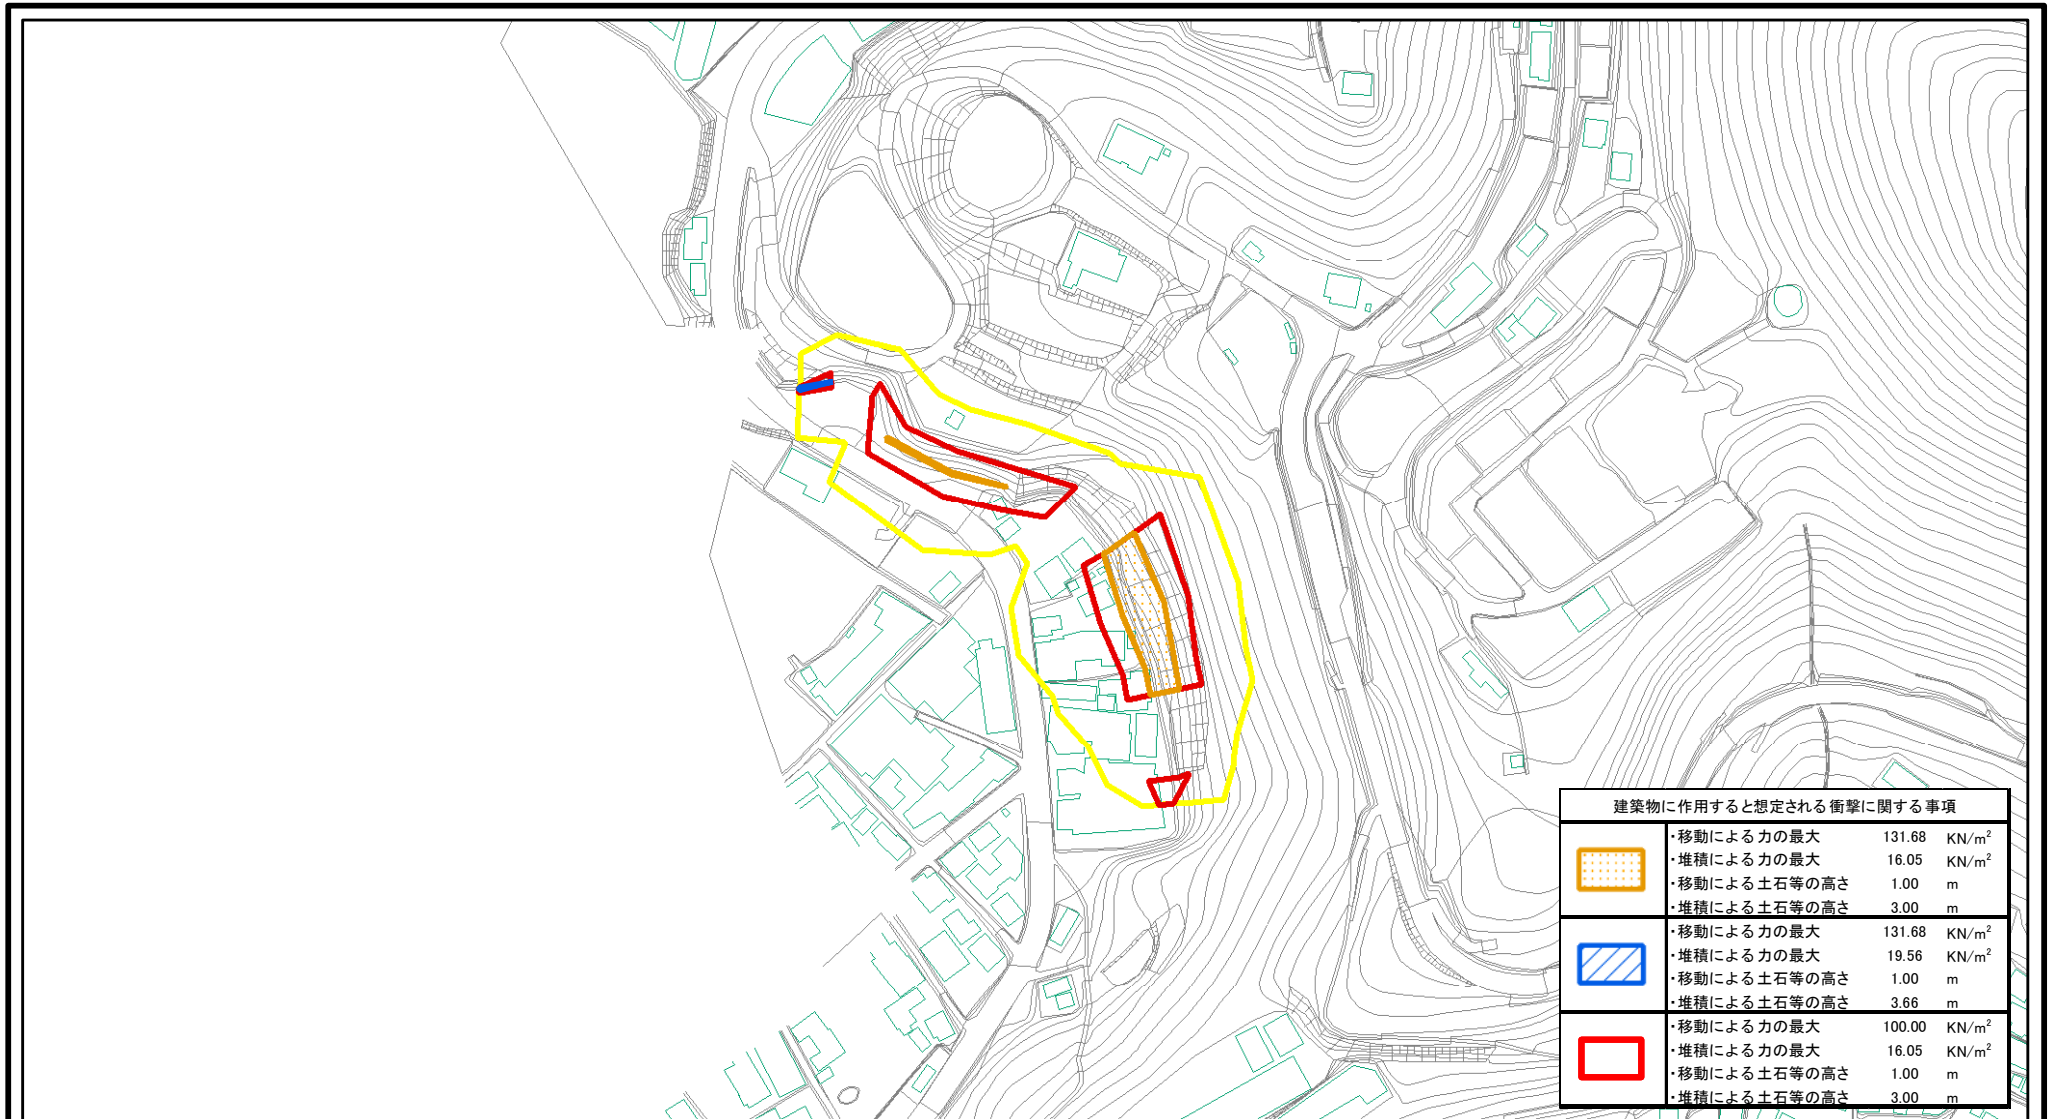 建築物に作用すると想定される衝撃に関する事項
・移動による力の最大 131.68 KN/m²
・堆積による力の最大 16.05 KN/m²
・移動による土石等の高さ 1.00 m
・堆積による土石等の高さ 3.00 m
・移動による力の最大 131.68 KN/m²
・堆積による力の最大 19.56 KN/m²
・移動による土石等の高さ 1.00 m
・堆積による土石等の高さ 3.66 m
・移動による力の最大 100.00 KN/m²
・堆積による力の最大 16.05 KN/m²
・移動による土石等の高さ 1.00 m
・堆積による土石等の高さ 3.00 m